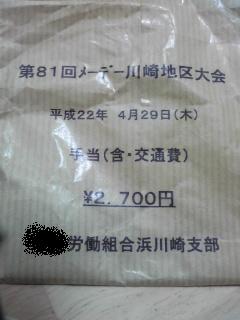 第81回ﾒｰﾃﾞｰ川崎地区大会
平成22年 4月29日(木)
手当(含・交通費)
¥2,700円
労働組合浜川崎支部